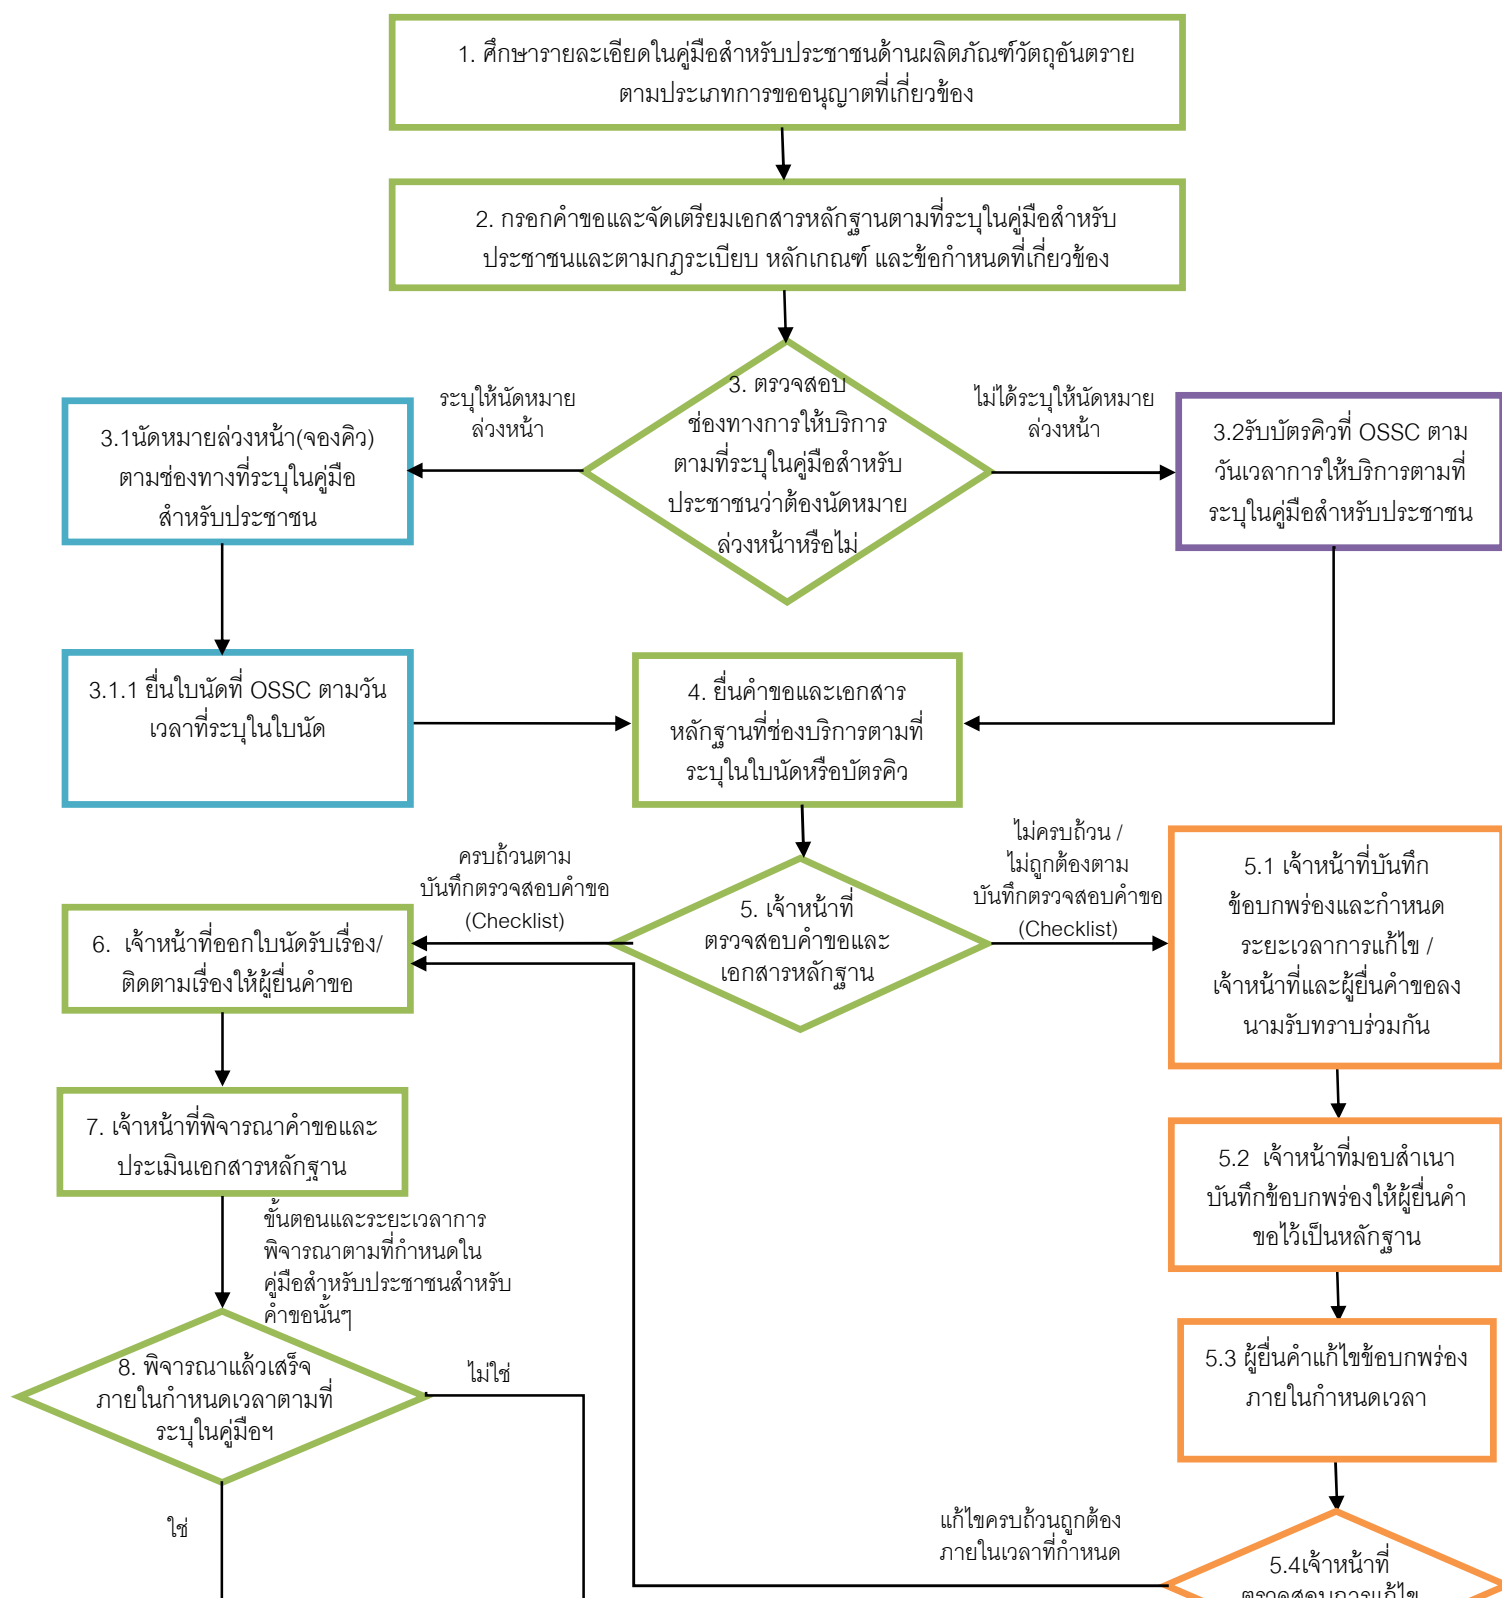 1. ศึกษารายละเอียดในคู่มือสำหรับประชาชนด้านผลิตภัณฑ์วัตถุอันตราย
ตามประเภทการขออนุญาตที่เกี่ยวข้อง
2. กรอกคำขอและจัดเตรียมเอกสารหลักฐานตามที่ระบุในคู่มือสำหรับ
ประชาชนและตามกฎระเบียบ หลักเกณฑ์ และข้อกำหนดที่เกี่ยวข้อง
3. ตรวจสอบ
ช่องทางการให้บริการ
ตามที่ระบุในคู่มือสำหรับ
ประชาชนว่าต้องนัดหมาย
ล่วงหน้าหรือไม่
ระบุให้นัดหมาย
ล่วงหน้า
ไม่ได้ระบุให้นัดหมาย
ล่วงหน้า
3.1นัดหมายล่วงหน้า(จองคิว)
ตามช่องทางที่ระบุในคู่มือ
สำหรับประชาชน
3.2รับบัตรคิวที่ OSSC ตาม
วันเวลาการให้บริการตามที่
ระบุในคู่มือสำหรับประชาชน
3.1.1 ยื่นใบนัดที่ OSSC ตามวัน
เวลาที่ระบุในใบนัด
4. ยื่นคำขอและเอกสาร
หลักฐานที่ช่องบริการตามที่
ระบุในใบนัดหรือบัตรคิว
ครบถ้วนตาม
บันทึกตรวจสอบคำขอ
(Checklist)
5. เจ้าหน้าที่
ตรวจสอบคำขอและ
เอกสารหลักฐาน
ไม่ครบถ้วน /
ไม่ถูกต้องตาม
บันทึกตรวจสอบคำขอ
(Checklist)
5.1 เจ้าหน้าที่บันทึก
ข้อบกพร่องและกำหนด
ระยะเวลาการแก้ไข /
เจ้าหน้าที่และผู้ยื่นคำขอลง
นามรับทราบร่วมกัน
6. เจ้าหน้าที่ออกใบนัดรับเรื่อง/
ติดตามเรื่องให้ผู้ยื่นคำขอ
7. เจ้าหน้าที่พิจารณาคำขอและ
ประเมินเอกสารหลักฐาน
5.2 เจ้าหน้าที่มอบสำเนา
บันทึกข้อบกพร่องให้ผู้ยื่นคำ
ขอไว้เป็นหลักฐาน
ขั้นตอนและระยะเวลาการ
พิจารณาตามที่กำหนดใน
คู่มือสำหรับประชาชนสำหรับ
คำขอนั้นๆ
8. พิจารณาแล้วเสร็จ
ภายในกำหนดเวลาตามที่
ระบุในคู่มือฯ
ไม่ใช่
5.3 ผู้ยื่นคำแก้ไขข้อบกพร่อง
ภายในกำหนดเวลา
ใช่
แก้ไขครบถ้วนถูกต้อง
ภายในเวลาที่กำหนด
5.4เจ้าหน้าที่
ตรวจสอบการแก้ไข